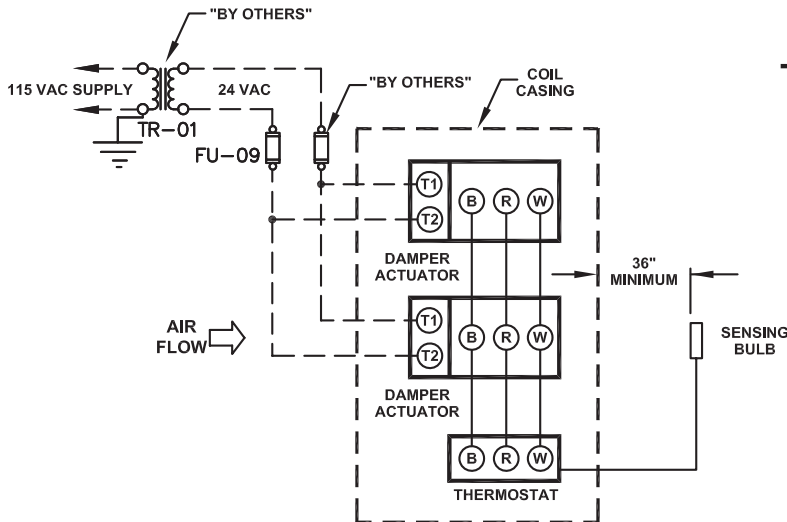 "BY OTHERS"
115 VAC SUPPLY
24 VAC
TR-01
FU-09
"BY OTHERS"
COIL
CASING
T1
T2
B R W
DAMPER
ACTUATOR
36"
MINIMUM
AIR
FLOW
T1
T2
B R W
SENSING
BULB
DAMPER
ACTUATOR
B R W
THERMOSTAT